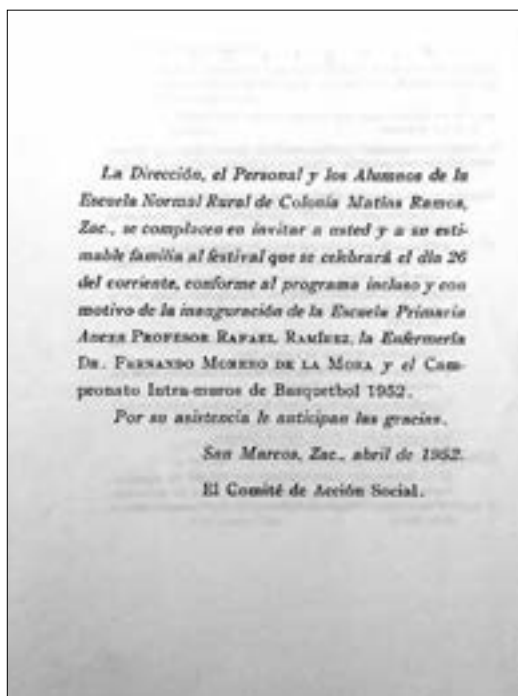 La Dirección, el Personal y los Alumnos de la
Escuela Normal Rural de Colonia Matías Ramos,
Zac., se complacen en invitar a usted y a su esti-
mable familia al festival que se celebrará el día 26
del corriente, conforme al programa incluso y con
motivo de la inauguración de la Escuela Primaria
Anexa PROFESOR RAFAEL RAMÍREZ, la Enfermería
DR. FERNANDO MORENO DE LA MORA y el Cam-
peonato Intra-muros de Basquetbol 1952.
Por su asistencia le anticipan las gracias.
San Marcos, Zac., abril de 1952.
El Comité de Acción Social.